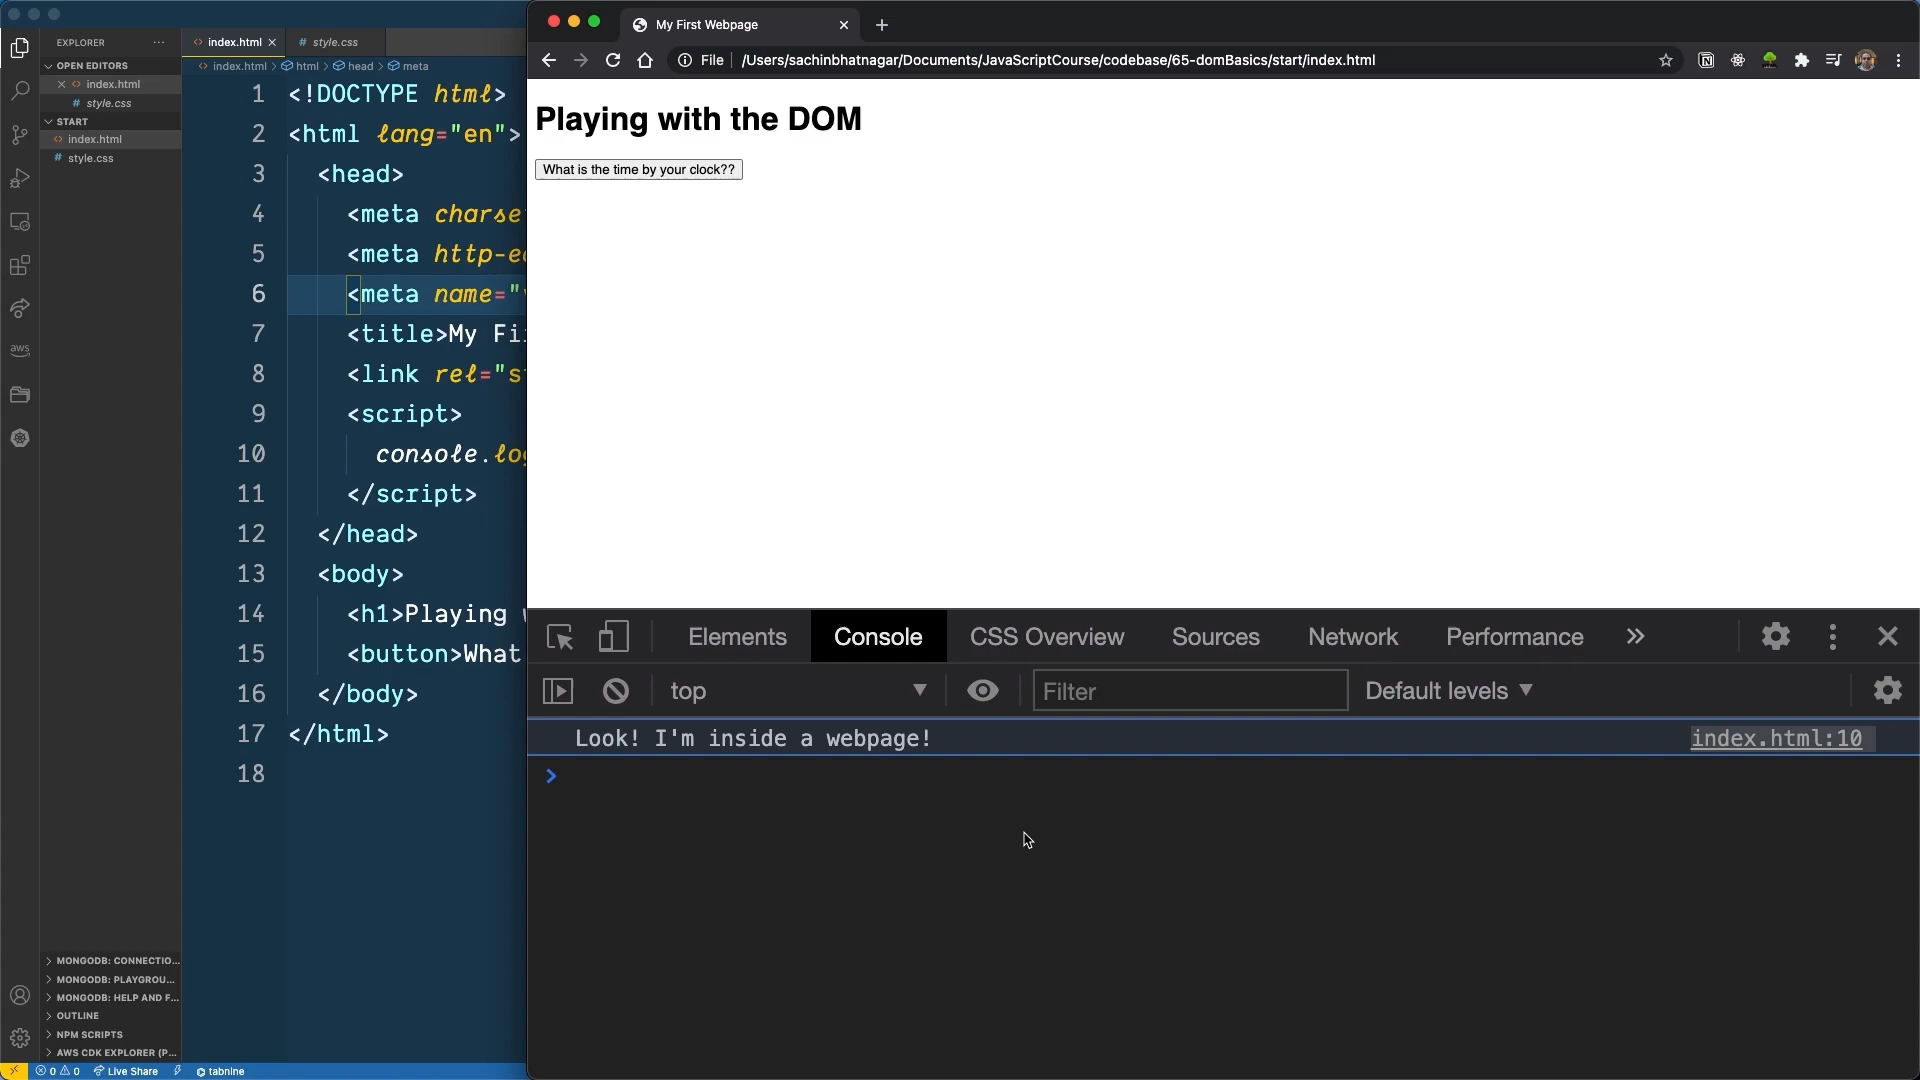 EXPLORER
OPEN EDITORS
index.html
style.css
START
index.html
style.css
aws
MONGODB: CONNECTIO...
MONGODB: PLAYGROU...
MONGODB: HELP AND F...
OUTLINE
NPM SCRIPTS
AWS CDK EXPLORER (P...
0 0 Live Share tabnine
index.html style.css
index.html > html > head > meta
1 <!DOCTYPE html>
2 <html lang="en">
3 <head>
4 <meta charse
5 <meta http-e
6 <meta name="
7 <title>My Fi
8 <link rel="s
9 <script>
10 console.lo
11 </script>
12 </head>
13 <body>
14 <h1>Playing
15 <button>What
16 </body>
17 </html>
18
My First Webpage
File /Users/sachinbhatnagar/Documents/JavaScriptCourse/codebase/65-domBasics/start/index.html
Playing with the DOM
What is the time by your clock??
Elements Console CSS Overview Sources Network Performance
top Filter Default levels
Look! I'm inside a webpage! index.html:10